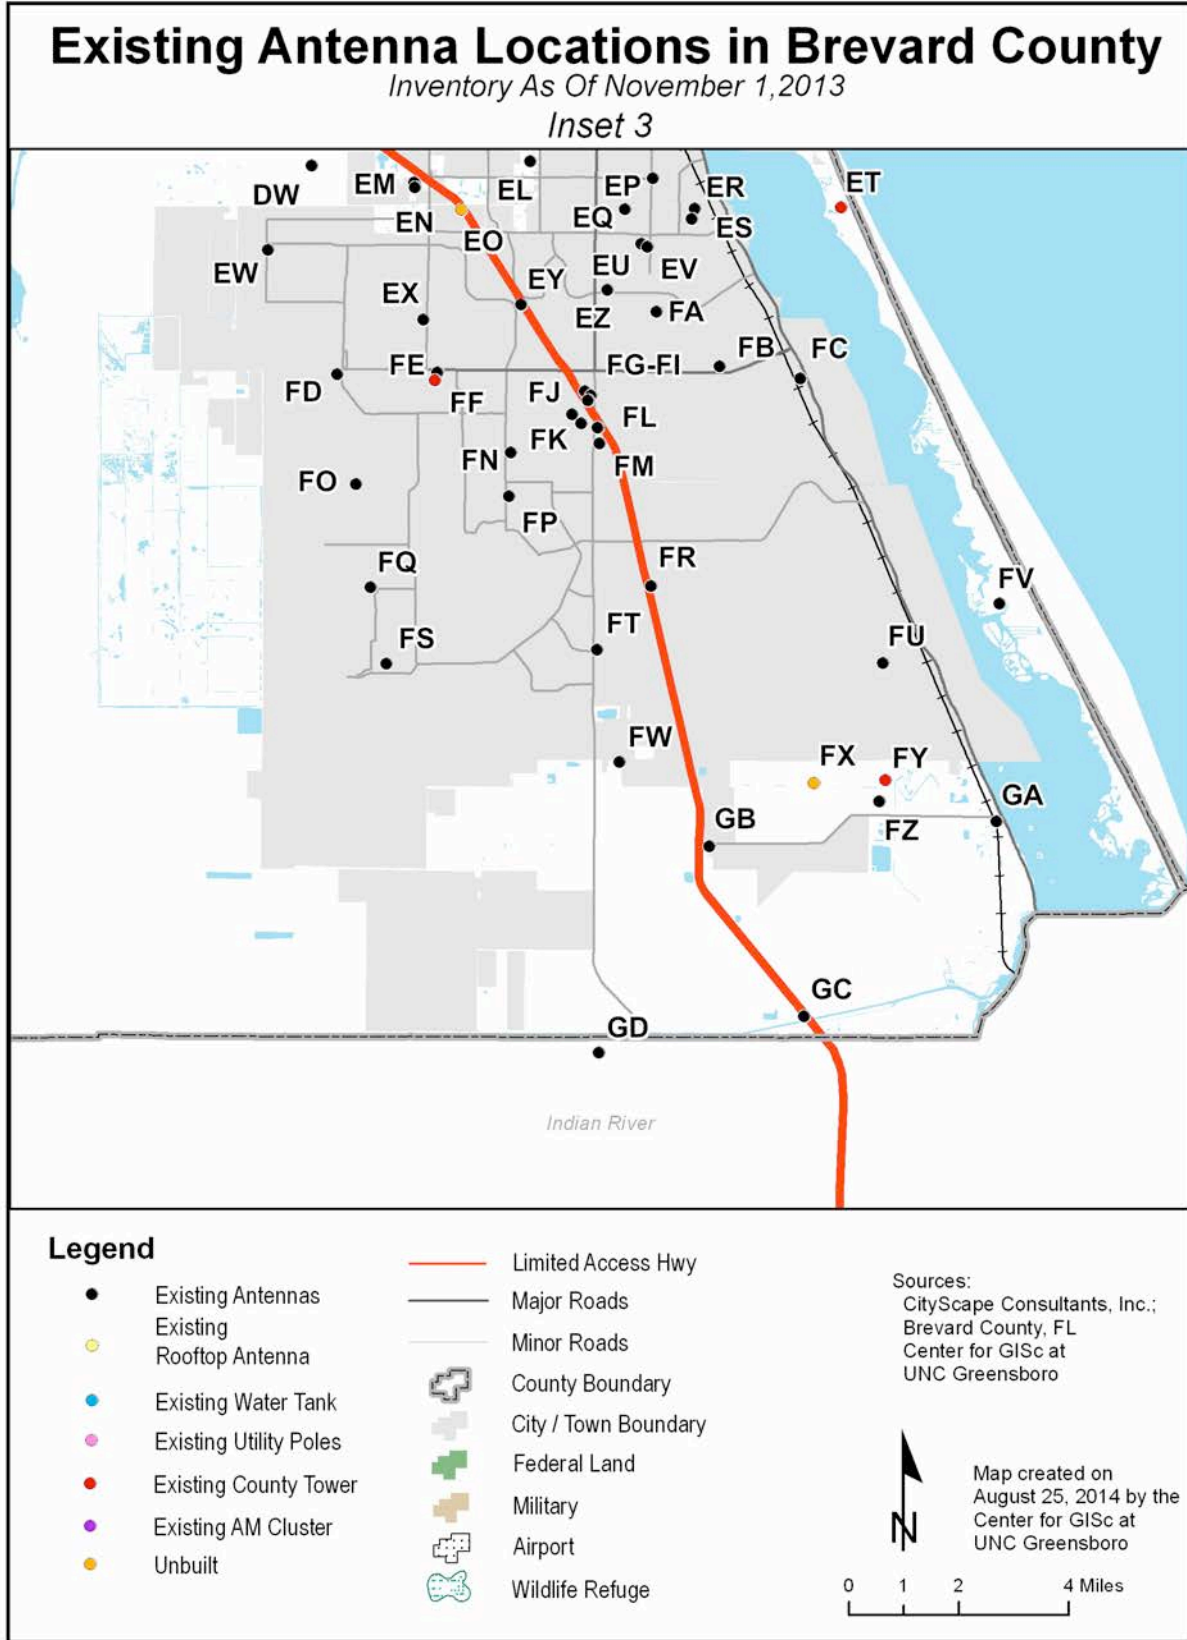 Existing Antenna Locations in Brevard County
Inventory As Of November 1,2013
Inset 3
DW
EM
EL
EP
ER
ET
EN
EQ
ES
EO
EW
EU
EV
EX
EY
EZ
FA
FB
FC
FD
FE
FG-FI
FF
FJ
FL
FK
FN
FM
FO
FP
FQ
FR
FV
FS
FT
FU
FW
FX
FY
GA
GB
FZ
GC
GD
Indian River
Legend
Existing Antennas
Existing
Rooftop Antenna
Existing Water Tank
Existing Utility Poles
Existing County Tower
Existing AM Cluster
Unbuilt
Limited Access Hwy
Major Roads
Minor Roads
County Boundary
City / Town Boundary
Federal Land
Military
Airport
Wildlife Refuge
Sources:
CityScape Consultants, Inc.;
Brevard County, FL
Center for GISc at
UNC Greensboro
N
Map created on
August 25, 2014 by the
Center for GISc at
UNC Greensboro
0 1 2 4 Miles